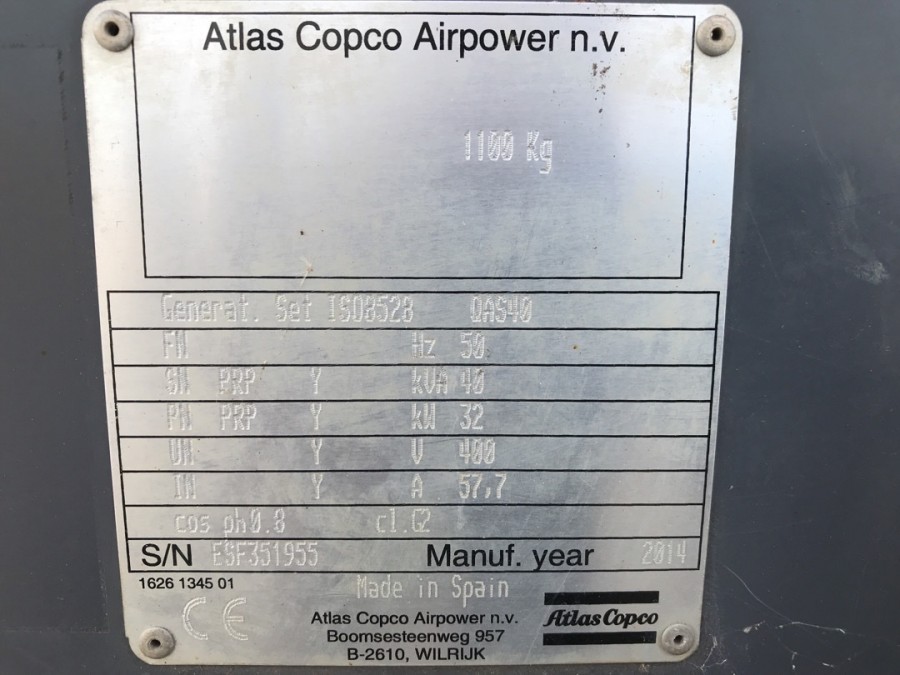 Atlas Copco Airpower n.v.
1100 Kg
Generat. Set ISO8528 QAS40
FN Hz 50
SN PRP Y kVA 40
PN PRP Y kW 32
UN Y V 400
IN Y A 57,7
cos ph0.8 cl.G2
S/N ESF351955 Manuf. year 2014
1626 1345 01
Made in Spain
CE
Atlas Copco Airpower n.v.
Boomsesteenweg 957
B-2610, WILRIJK
Atlas Copco